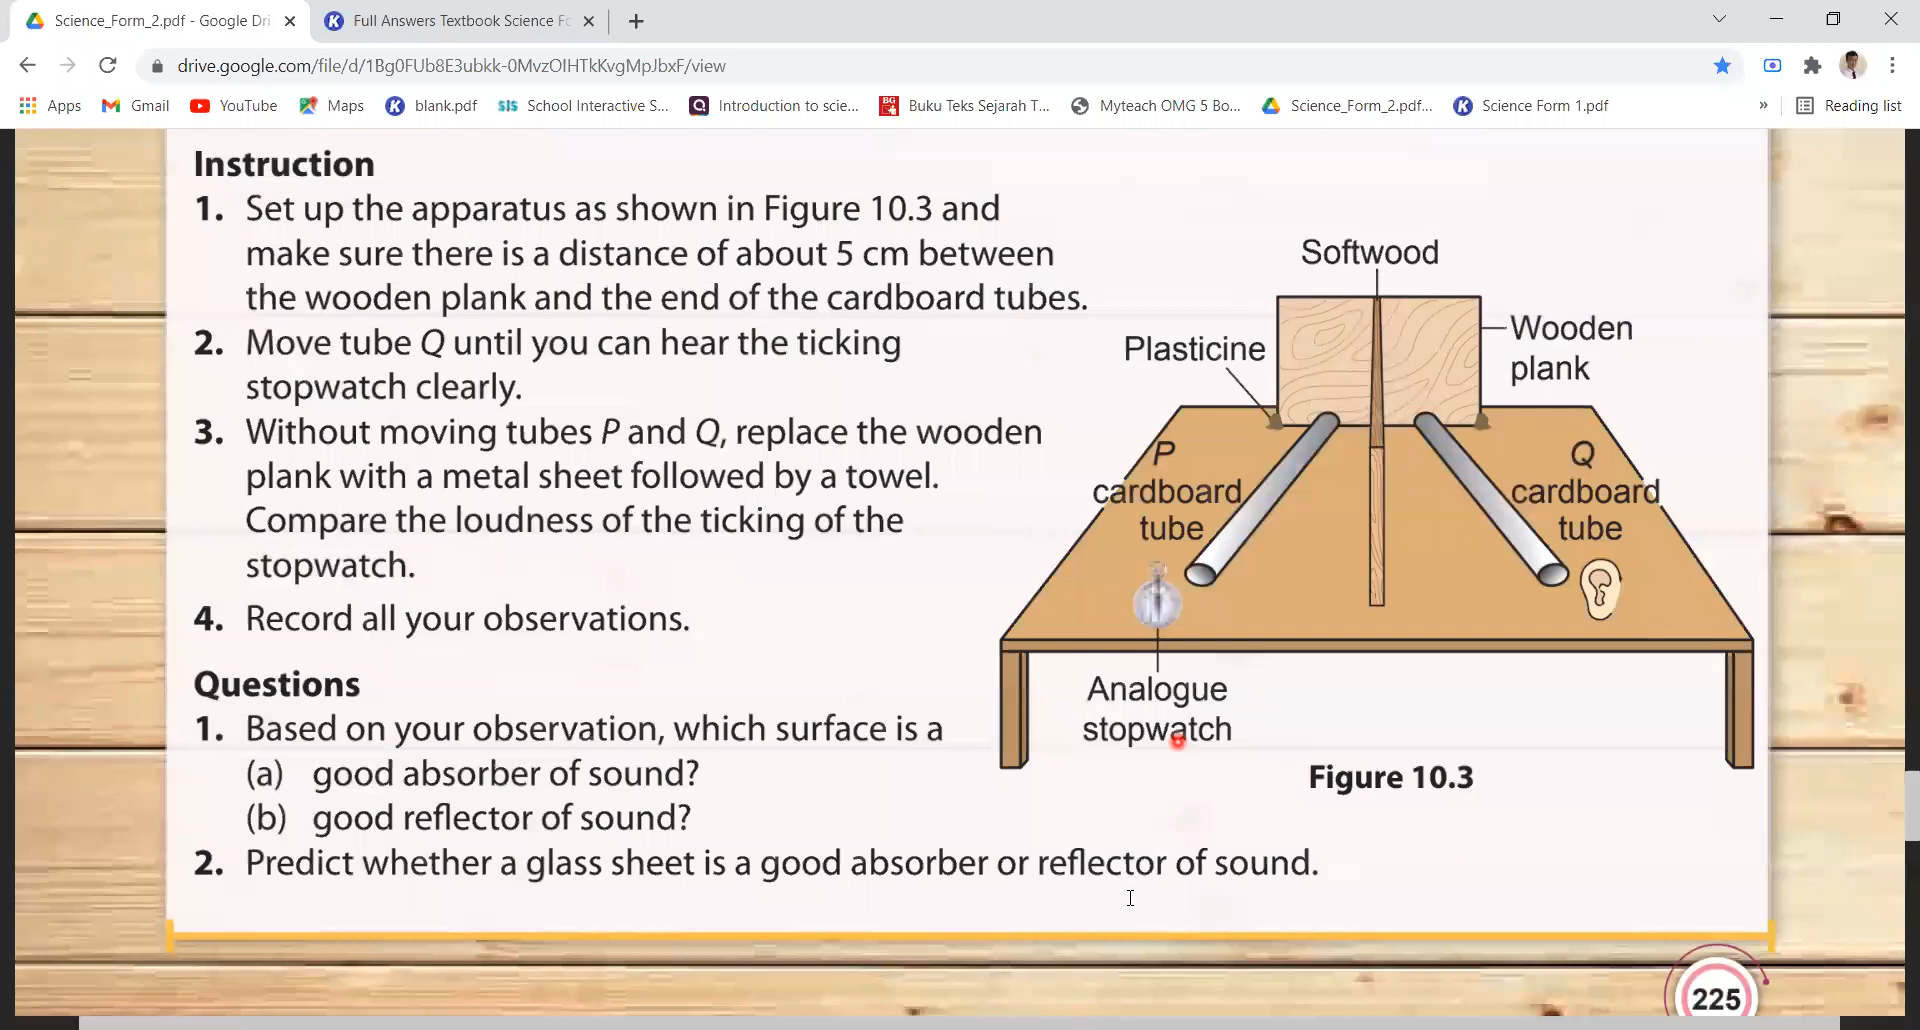 Science_Form_2.pdf - Google Dri
Full Answers Textbook Science Fo
drive.google.com/file/d/1Bg0FUb8E3ubkk-0MvzOIHTkKvgMpJbxF/view
Apps
Gmail
YouTube
Maps
blank.pdf
SIS School Interactive S...
Introduction to scie...
BG Buku Teks Sejarah T...
Myteach OMG 5 Bo...
Science_Form_2.pdf...
Science Form 1.pdf
»
Reading list
Instruction
1. Set up the apparatus as shown in Figure 10.3 and
make sure there is a distance of about 5 cm between
the wooden plank and the end of the cardboard tubes.
2. Move tube Q until you can hear the ticking
stopwatch clearly.
3. Without moving tubes P and Q, replace the wooden
plank with a metal sheet followed by a towel.
Compare the loudness of the ticking of the
stopwatch.
4. Record all your observations.
Questions
1. Based on your observation, which surface is a
(a) good absorber of sound?
(b) good reflector of sound?
2. Predict whether a glass sheet is a good absorber or reflector of sound.
Softwood
Plasticine
Wooden
plank
P
cardboard
tube
Q
cardboard
tube
Analogue
stopwatch
Figure 10.3
225